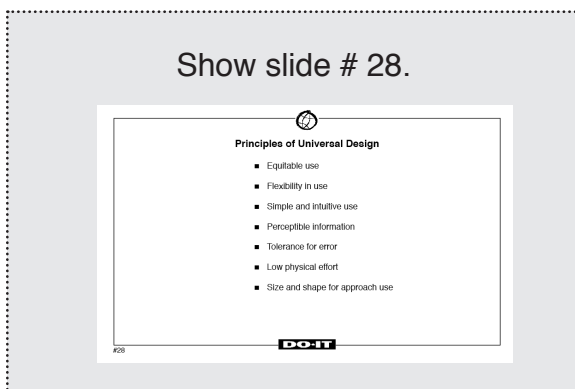 Show slide # 28.
Principles of Universal Design
■ Equitable use
■ Flexibility in use
■ Simple and intuitive use
■ Perceptible information
■ Tolerance for error
■ Low physical effort
■ Size and shape for approach use
DO-IT
#28